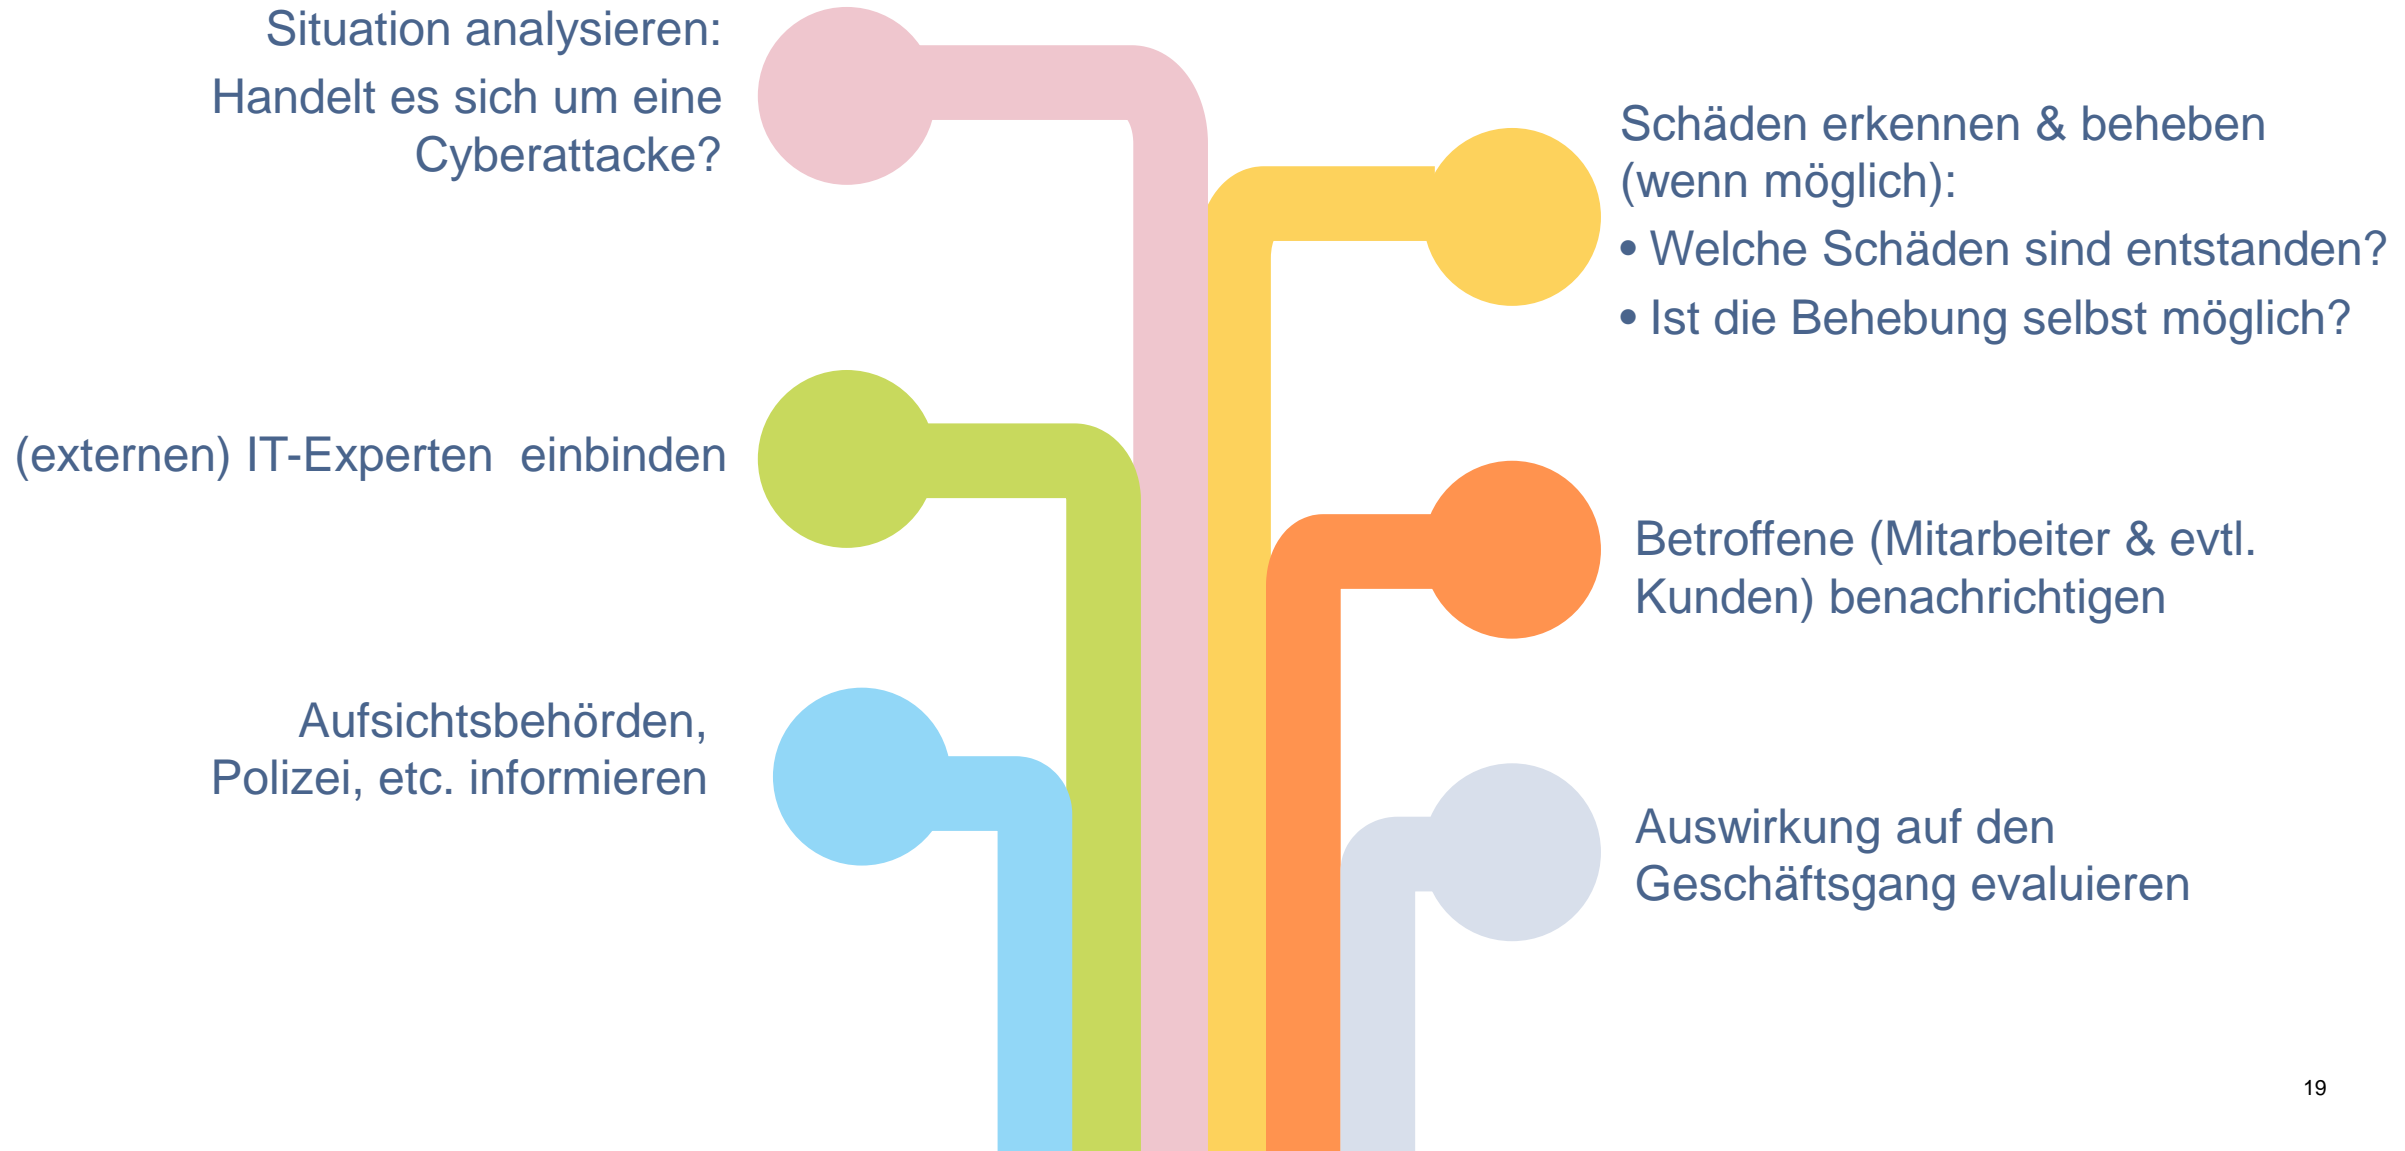 Situation analysieren:
Handelt es sich um eine
Cyberattacke?
Schäden erkennen & beheben
(wenn möglich):
• Welche Schäden sind entstanden?
• Ist die Behebung selbst möglich?
(externen) IT-Experten  einbinden
Betroffene (Mitarbeiter & evtl.
Kunden) benachrichtigen
Aufsichtsbehörden,
Polizei, etc. informieren
Auswirkung auf den
Geschäftsgang evaluieren
19